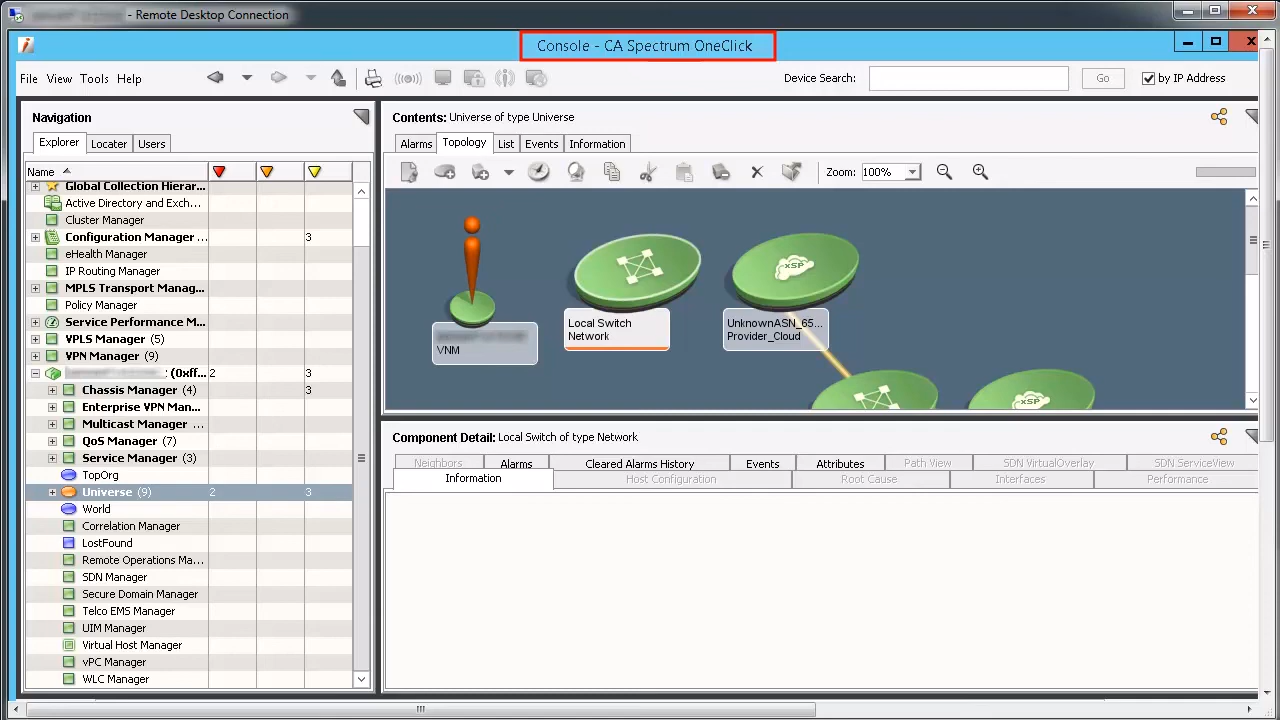 - Remote Desktop Connection
Console - CA Spectrum OneClick
File View Tools Help
Device Search:
Go
by IP Address
Navigation
Explorer Locater Users
Name
Global Collection Hierar...
Active Directory and Exch...
Cluster Manager
Configuration Manager ... 3
eHealth Manager
IP Routing Manager
MPLS Transport Manag...
Policy Manager
Service Performance M...
VPLS Manager (5)
VPN Manager (9)
: (0xff... 2 3
Chassis Manager (4) 3
Enterprise VPN Man...
Multicast Manager ...
QoS Manager (7)
Service Manager (3)
TopOrg
Universe (9) 2 3
World
Correlation Manager
LostFound
Remote Operations Ma...
SDN Manager
Secure Domain Manager
Telco EMS Manager
UIM Manager
Virtual Host Manager
vPC Manager
WLC Manager
Contents: Universe of type Universe
Alarms Topology List Events Information
Zoom: 100%
VNM
Local Switch
Network
xSP
UnknownASN_65...
Provider_Cloud
xSP
Component Detail: Local Switch of type Network
Neighbors Alarms Cleared Alarms History Events Attributes Path View SDN VirtualOverlay SDN ServiceView
Information Host Configuration Root Cause Interfaces Performance